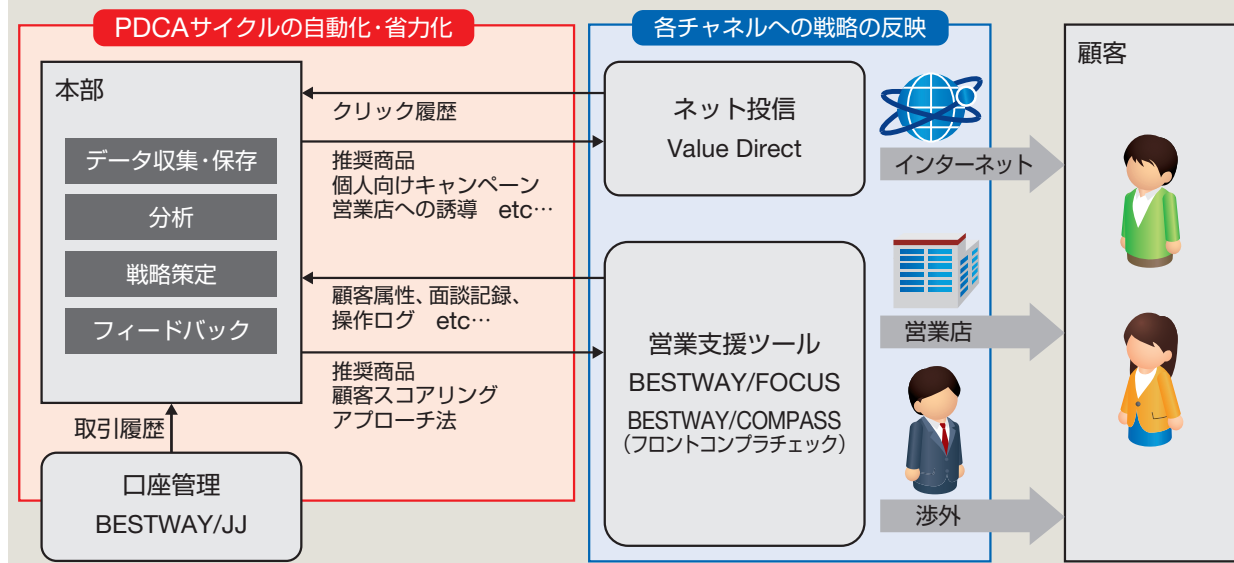 PDCAサイクルの自動化・省力化
本部
データ収集・保存
分析
戦略策定
フィードバック
クリック履歴
推奨商品
個人向けキャンペーン
営業店への誘導　etc…
顧客属性、面談記録、
操作ログ　etc…
推奨商品
顧客スコアリング
アプローチ法
取引履歴
口座管理
BESTWAY/JJ
各チャネルへの戦略の反映
ネット投信
Value Direct
営業支援ツール
BESTWAY/FOCUS
BESTWAY/COMPASS
（フロントコンプラチェック）
インターネット
営業店
渉外
顧客